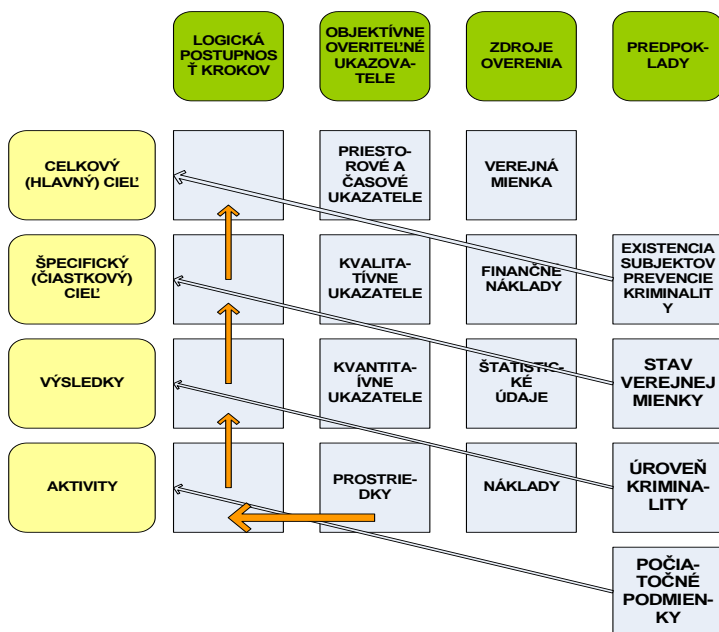 LOGICKÁ
POSTUPNOS
Ť KROKOV
OBJEKTÍVNE
OVERITEĽNÉ
UKAZOVA-
TELE
ZDROJE
OVERENIA
PREDPOK-
LADY
CELKOVÝ
(HLAVNÝ) CIEĽ
PRIESTO-
ROVÉ A
ČASOVÉ
UKAZATELE
VEREJNÁ
MIENKA
ŠPECIFICKÝ
(ČIASTKOVÝ)
CIEĽ
KVALITA-
TÍVNE
UKAZATELE
FINANČNÉ
NÁKLADY
EXISTENCIA
SUBJEKTOV
PREVENCIE
KRIMINALIT
Y
VÝSLEDKY
KVANTITA-
ÍVNE
UKAZATELE
ŠTATISTIC-
KÉ
ÚDAJE
STAV
VEREJNEJ
MIENKY
AKTIVITY
PROSTRIE-
DKY
NÁKLADY
ÚROVEŇ
KRIMINA-
LITY
POČIA-
TOČNÉ
PODMIEN-
KY